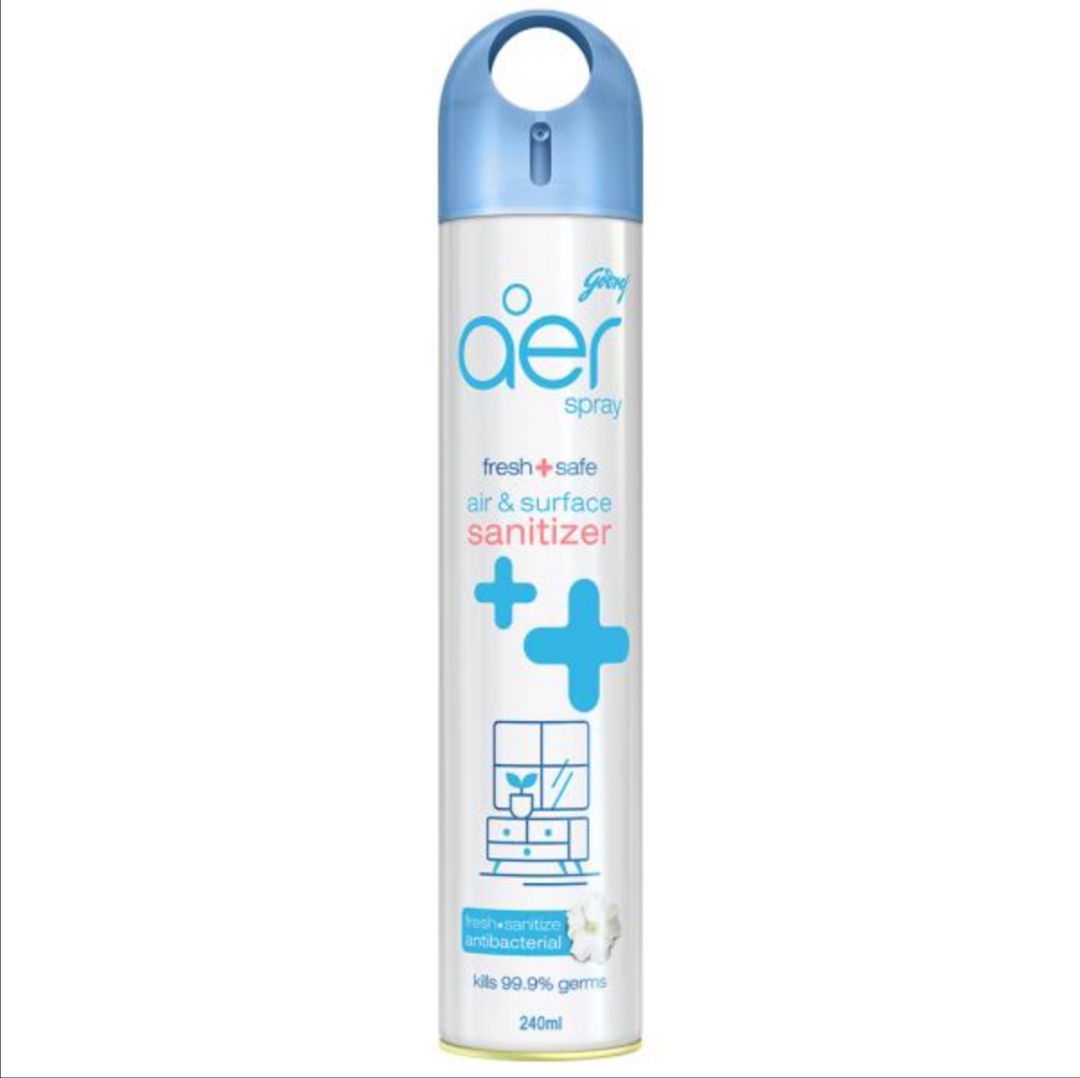 Godrej
aer
spray
fresh+safe
air & surface
sanitizer
fresh•sanitize
antibacterial
kills 99.9% germs
240ml